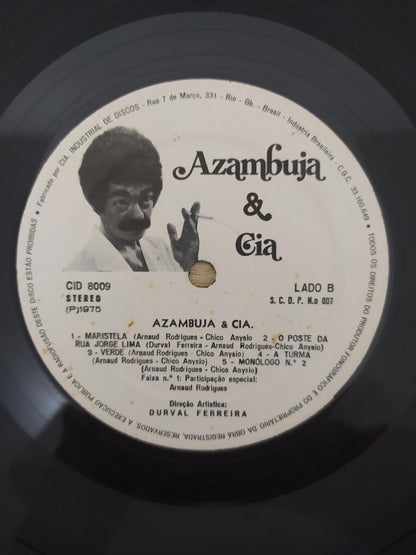 • Fabricado por CIA. INDUSTRIAL DE DISCOS - Rua 7 de Março, 331 - Rio - Gb. - Brasil - Indústria Brasileira - C.G.C. 33.160.649 • TODOS OS DIREITOS DO PRODUTOR FONOGRÁFICO E DO PROPRIETÁRIO DA OBRA REGISTRADA, RESERVADOS. A EXECUÇÃO PÚBLICA E A RADIOFUSÃO DESTE DISCO ESTÃO PROIBIDAS
Azambuja
&
Cia
CID 8009
STEREO
(P)1975
LADO B
S. C. D. P. N.o 007
AZAMBUJA & CIA.
1 - MARISTELA (Arnaud Rodrigues - Chico Anysio) 2 - O POSTE DA
RUA JORGE LIMA (Durval Ferreira - Arnaud Rodrigues-Chico Anysio)
3 - VERDE (Arnaud Rodrigues - Chico Anysio) 4 - A TURMA
(Arnaud Rodrigues - Chico Anyzio) 5 - MONÓLOGO N.º 2
(Arnaud Rodrigues - Chico Anysio)
Faixa n.º 1: Participação especial:
Arnaud Rodrigues
Direção Artística:
DURVAL FERREIRA